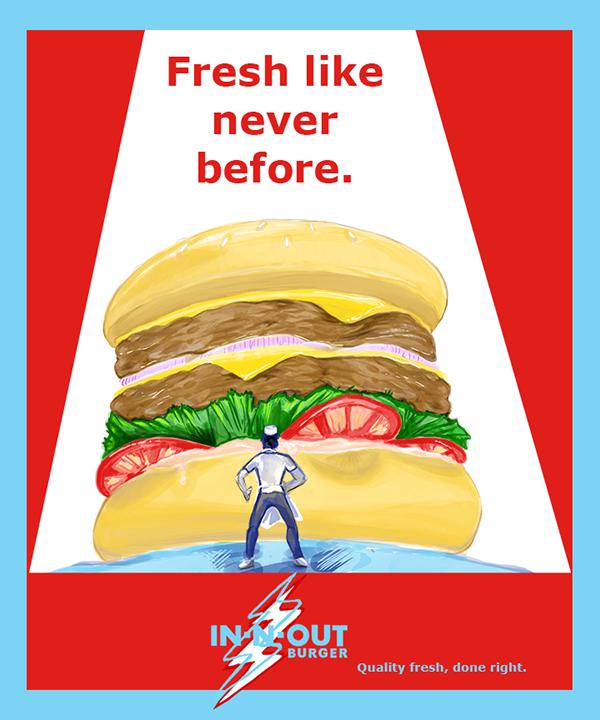 Fresh like
never
before.
IN-N-OUT
BURGER
Quality fresh, done right.